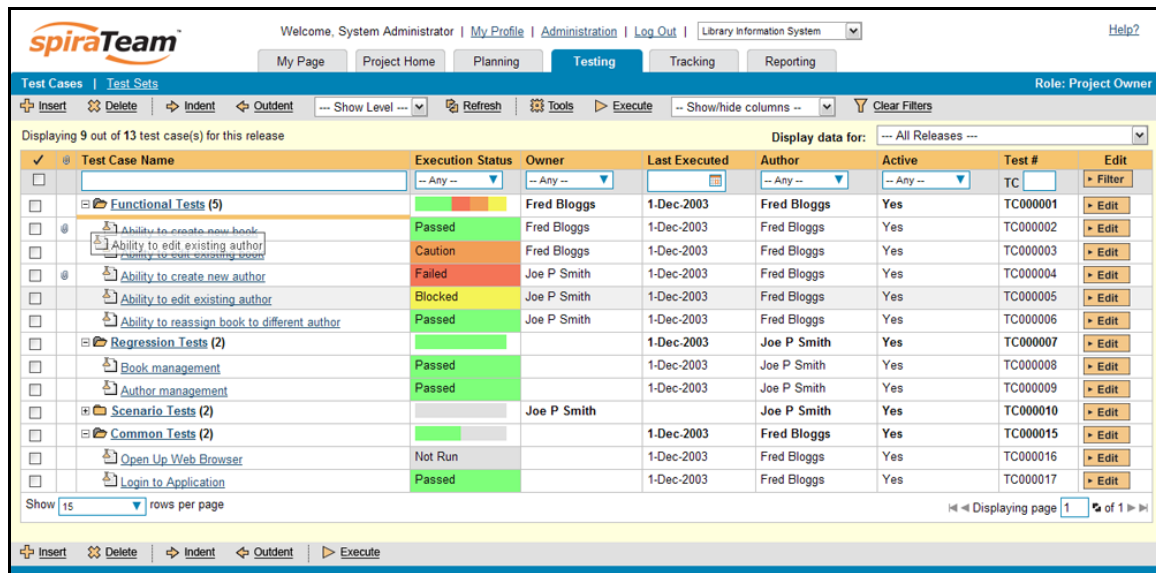 spiraTeam™ Welcome, System Administrator | My Profile | Administration | Log Out | Library Information System Help?
My Page Project Home Planning Testing Tracking Reporting
Test Cases | Test Sets Role: Project Owner
Insert Delete Indent Outdent --- Show Level --- Refresh Tools Execute -- Show/hide columns -- Clear Filters
Displaying 9 out of 13 test case(s) for this release Display data for: --- All Releases ---
Test Case Name Execution Status Owner Last Executed Author Active Test # Edit
-- Any -- -- Any -- -- Any -- -- Any -- TC Filter
Functional Tests (5) Fred Bloggs 1-Dec-2003 Fred Bloggs Yes TC000001 Edit
Ability to create new book Passed Fred Bloggs 1-Dec-2003 Fred Bloggs Yes TC000002 Edit
Ability to edit existing author
Ability to edit existing book Caution Fred Bloggs 1-Dec-2003 Fred Bloggs Yes TC000003 Edit
Ability to create new author Failed Joe P Smith 1-Dec-2003 Fred Bloggs Yes TC000004 Edit
Ability to edit existing author Blocked Joe P Smith 1-Dec-2003 Fred Bloggs Yes TC000005 Edit
Ability to reassign book to different author Passed Joe P Smith 1-Dec-2003 Fred Bloggs Yes TC000006 Edit
Regression Tests (2) 1-Dec-2003 Joe P Smith Yes TC000007 Edit
Book management Passed 1-Dec-2003 Joe P Smith Yes TC000008 Edit
Author management Passed 1-Dec-2003 Fred Bloggs Yes TC000009 Edit
Scenario Tests (2) Joe P Smith Joe P Smith Yes TC000010 Edit
Common Tests (2) 1-Dec-2003 Fred Bloggs Yes TC000015 Edit
Open Up Web Browser Not Run 1-Dec-2003 Fred Bloggs Yes TC000016 Edit
Login to Application Passed 1-Dec-2003 Fred Bloggs Yes TC000017 Edit
Show 15 rows per page Displaying page 1 of 1
Insert Delete Indent Outdent Execute